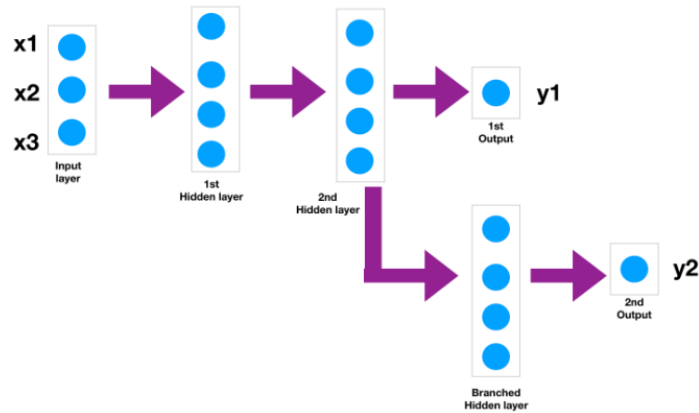 x1
x2
x3
Input
layer
1st
Hidden layer
2nd
Hidden layer
1st
Output
y1
Branched
Hidden layer
2nd
Output
y2